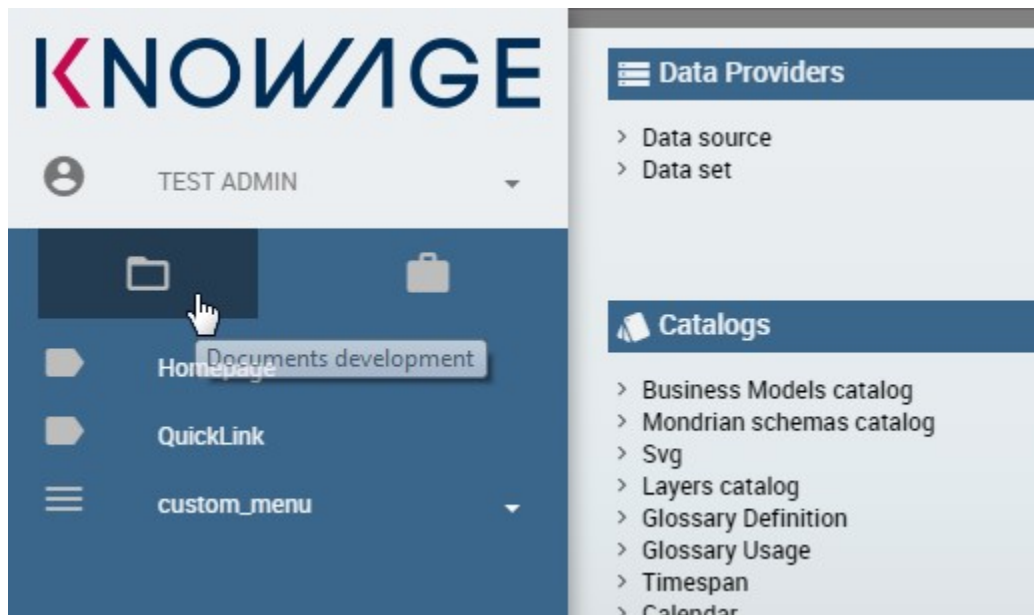 KNOWAGE
TEST ADMIN
Documents development
Homepage
QuickLink
custom_menu
Data Providers
Data source
Data set
Catalogs
Business Models catalog
Mondrian schemas catalog
Svg
Layers catalog
Glossary Definition
Glossary Usage
Timespan
Calendar